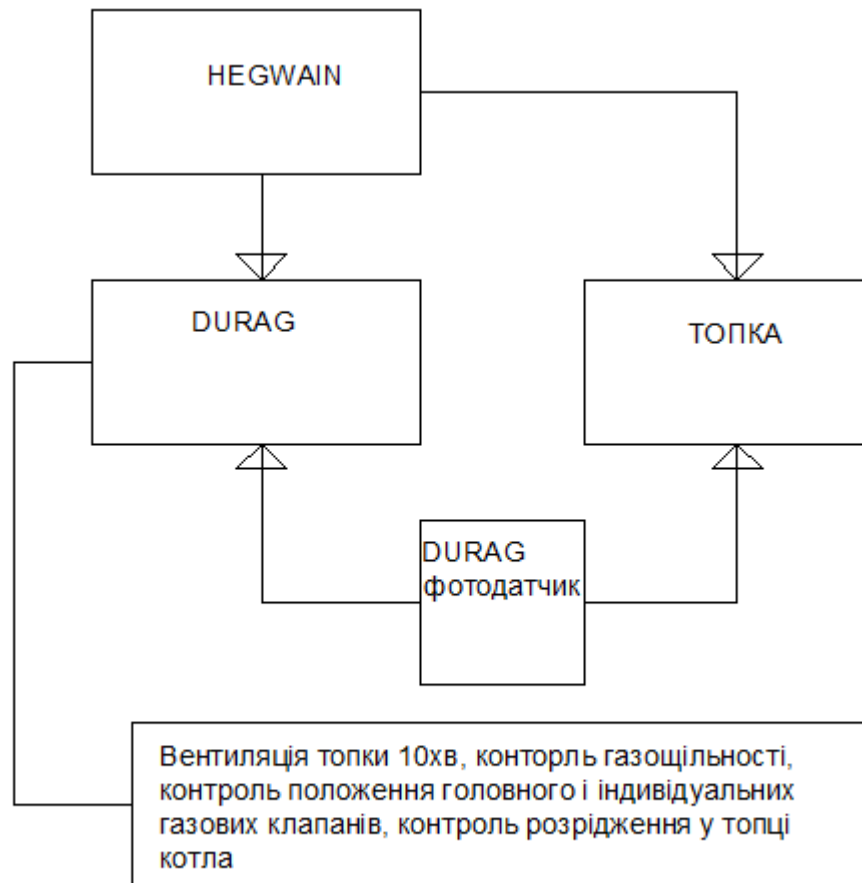 HEGWAIN
DURAG
ТОПКА
DURAG
фотодатчик
Вентиляція топки 10хв, конторль газощільності,
контроль положення головного і індивідуальних
газових клапанів, контроль розрідження у топці
котла